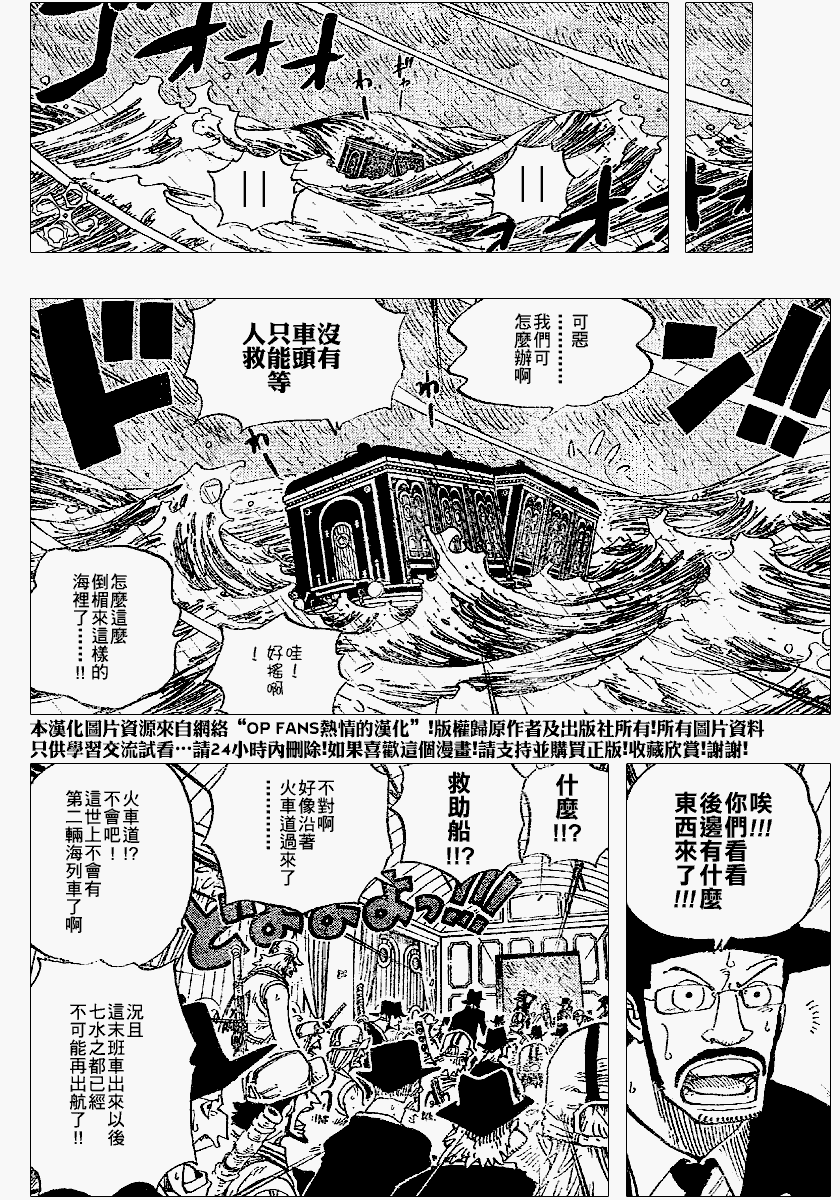 ゴオオオ
ギャー
わー
!!
!!
オオオ
ドドーン!!
可惡
…………
我們可
怎麼辦啊
沒有
車頭
只能等
人救
わー
わー
怎麼這麼
倒楣來這樣的
海裡了……!!
哇!
好搖啊
!
本漢化圖片資源來自網絡“OP FANS熱情的漢化”!版權歸原作者及出版社所有!所有圖片資料
只供學習交流試看…請24小時內刪除!如果喜歡這個漫畫!請支持並購買正版!收藏欣賞!謝謝!
唉!!!
你們看看
後邊有什麼
東西來了!!!
什麼!!?
救助船!!?
不對啊
好像沿著
火車道過來了
…………
火車道!?
不會吧!
這世上不會有
第二輛海列車了啊
どよよよっ!!!
況且
這末班車出來以後
七水之都已經
不可能再出航了!!